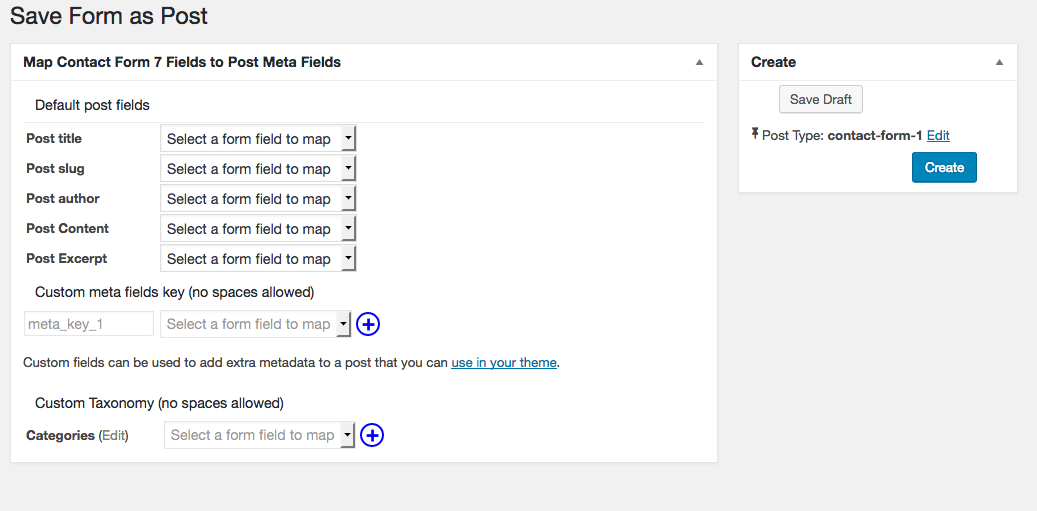 Save Form as Post
Map Contact Form 7 Fields to Post Meta Fields
Default post fields
Post title Select a form field to map
Post slug Select a form field to map
Post author Select a form field to map
Post Content Select a form field to map
Post Excerpt Select a form field to map
Custom meta fields key (no spaces allowed)
meta_key_1 Select a form field to map
Custom fields can be used to add extra metadata to a post that you can use in your theme.
Custom Taxonomy (no spaces allowed)
Categories (Edit) Select a form field to map
Create
Save Draft
Post Type: contact-form-1 Edit
Create